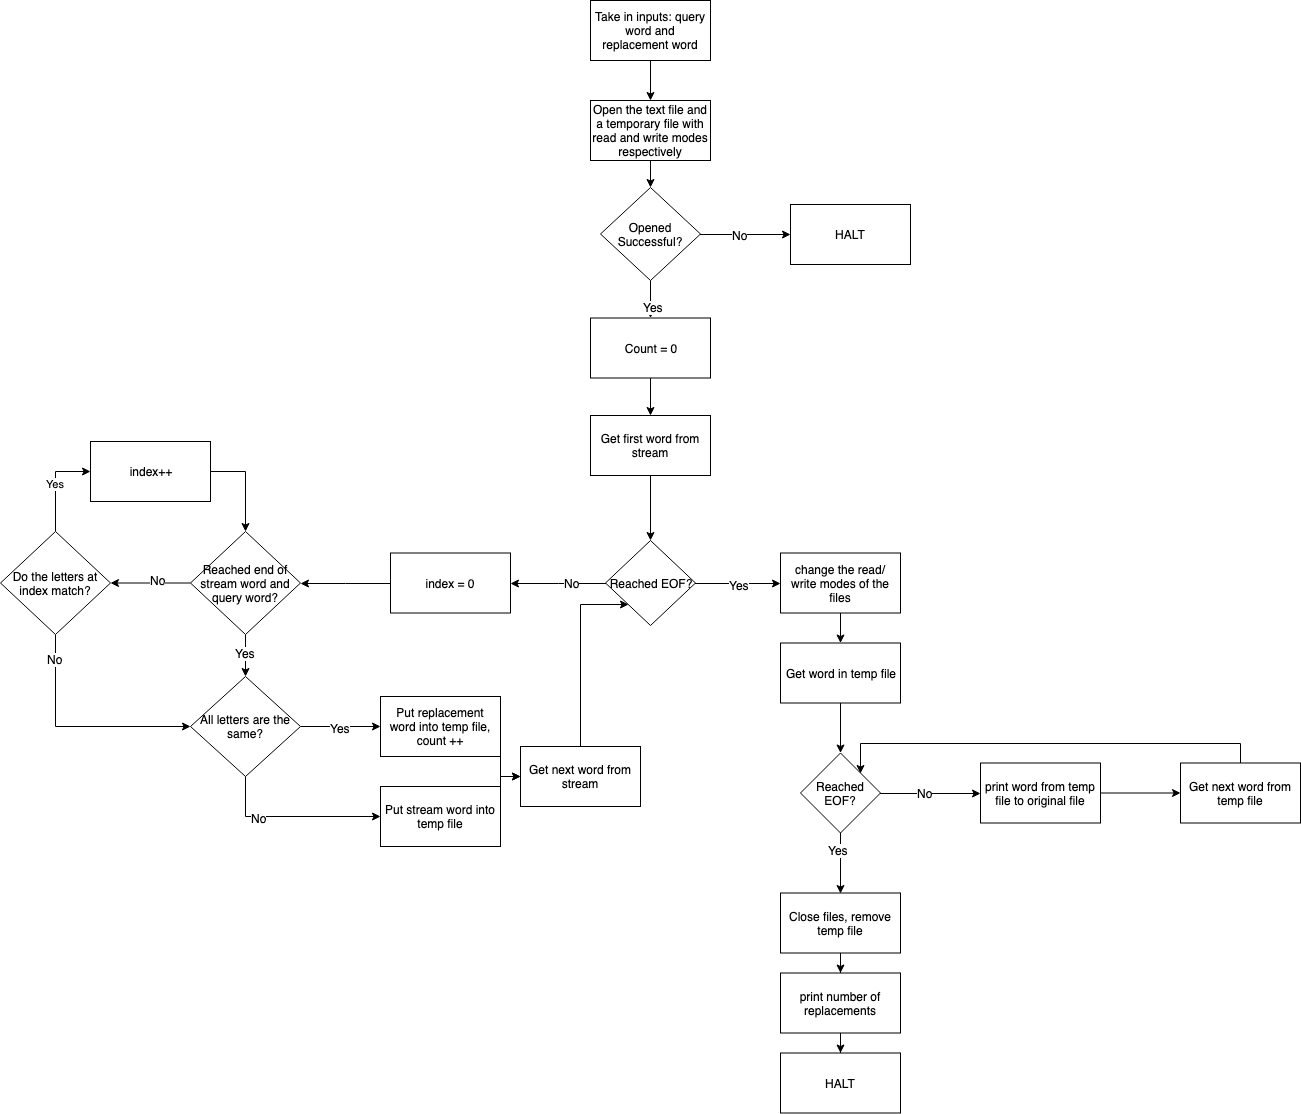 Take in inputs: query
word and
replacement word
Open the text file and
a temporary file with
read and write modes
respectively
Opened
Successful?
No
HALT
Yes
Count = 0
Get first word from
stream
Reached EOF?
No
index = 0
Reached end of
stream word and
query word?
No
Do the letters at
index match?
Yes
index++
No
Yes
All letters are the
same?
Yes
Put replacement
word into temp file,
count ++
No
Put stream word into
temp file
Get next word from
stream
Yes
change the read/
write modes of the
files
Get word in temp file
Reached
EOF?
No
print word from temp
file to original file
Get next word from
temp file
Yes
Close files, remove
temp file
print number of
replacements
HALT